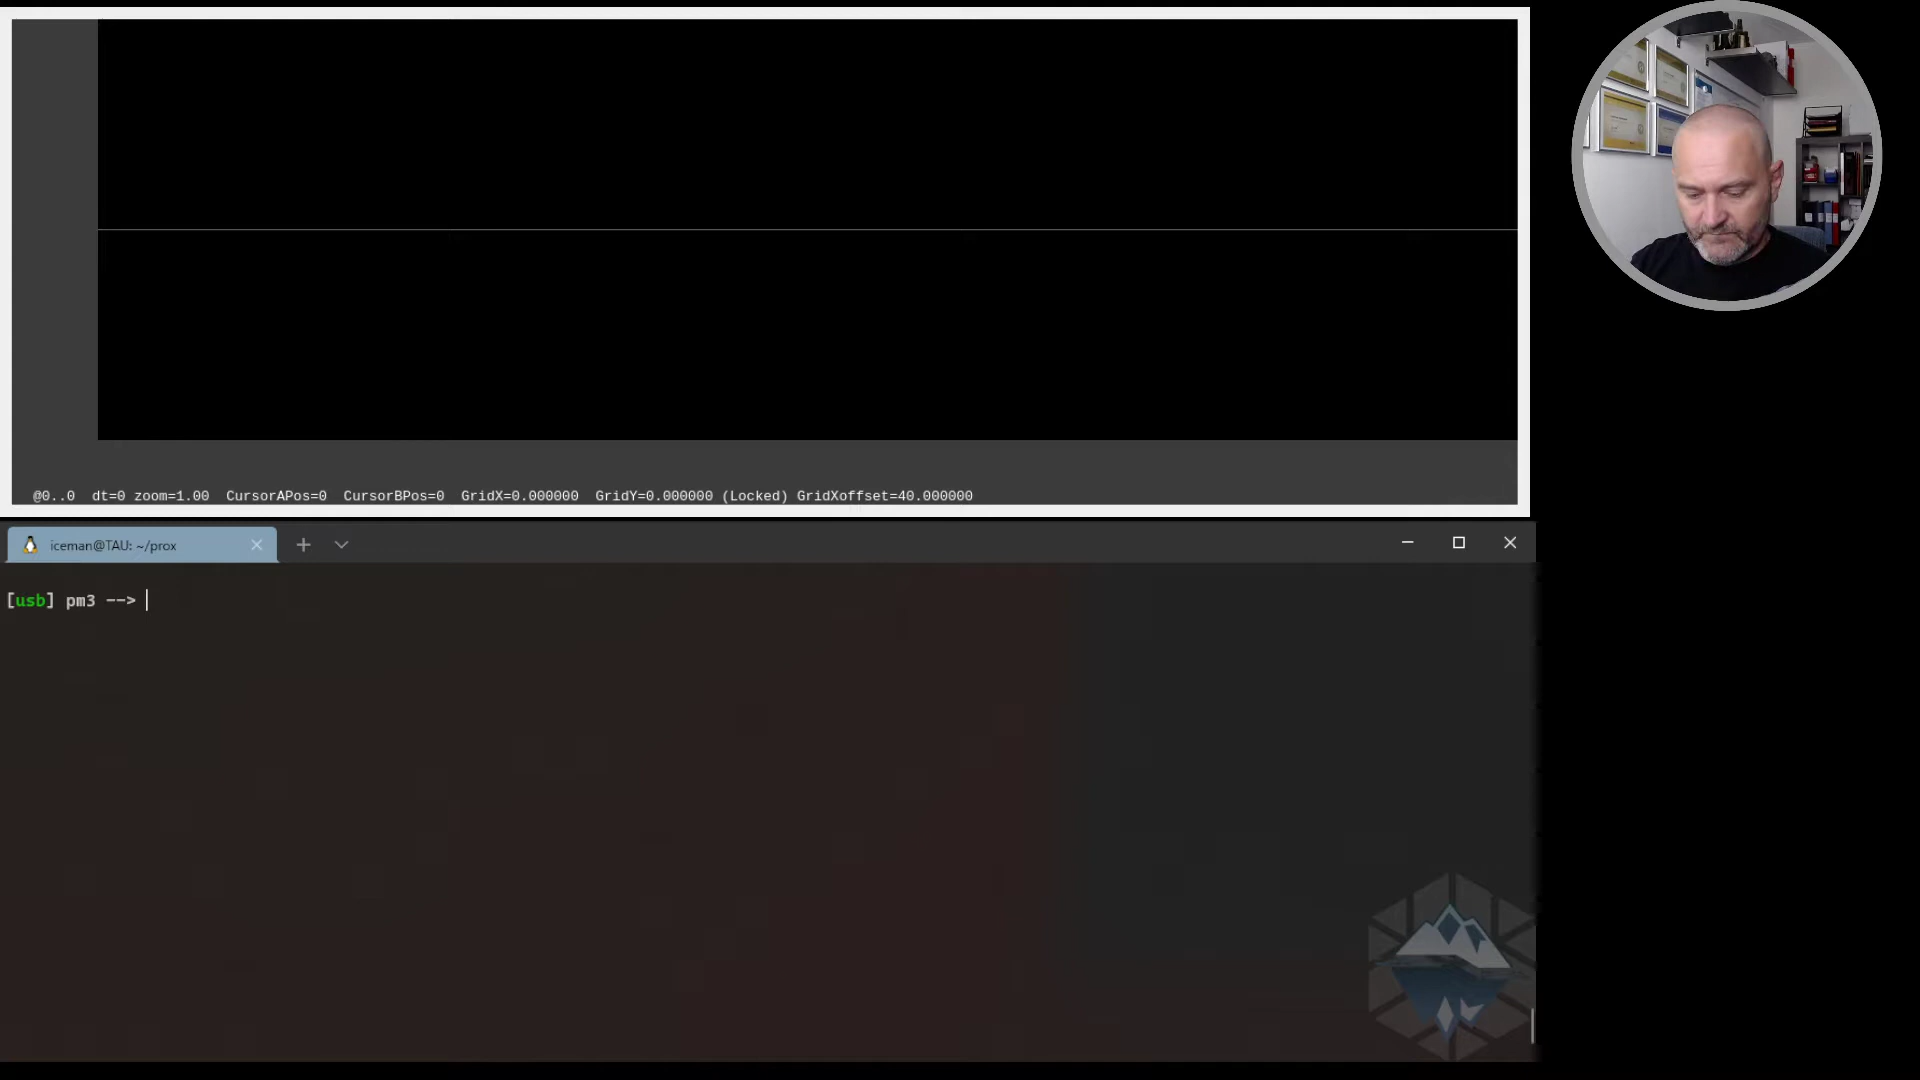 @0..0  dt=0 zoom=1.00  CursorAPos=0  CursorBPos=0  GridX=0.000000  GridY=0.000000 (Locked) GridXoffset=40.000000
iceman@TAU: ~/prox
[usb] pm3 -->